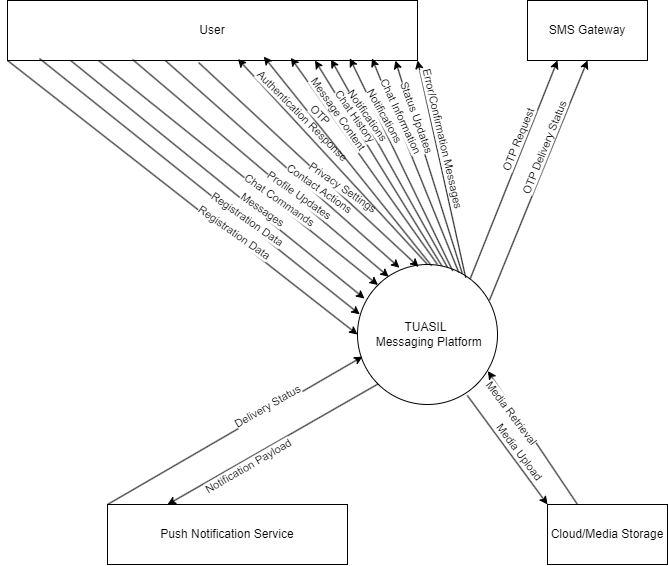 User
SMS Gateway
Authentication Response
OTP
Message Content
Chat History
Notifications
Notifications
Chat Information
Status Updates
Error/Confirmation Messages
OTP Request
OTP Delivery Status
Privacy Settings
Contact Actions
Profile Updates
Chat Commands
Messages
Registration Data
Registration Data
TUASIL
Messaging Platform
Delivery Status
Notification Payload
Media Retrieval
Media Upload
Push Notification Service
Cloud/Media Storage